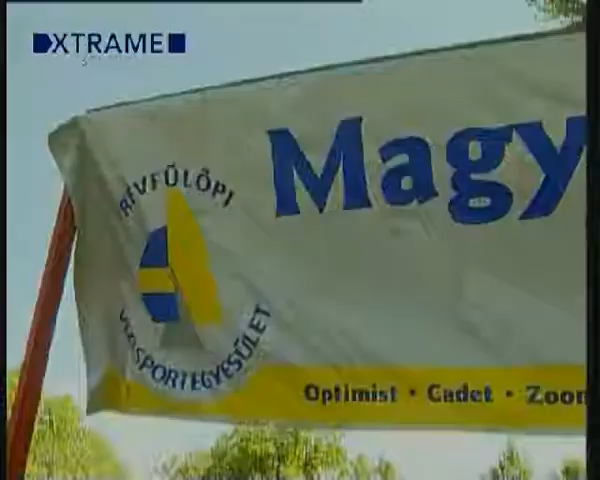 XTRAME
Magy
RÉVFÜLÖPI
VÍZISPORTEGYESÜLET
Optimist • Cadet • Zoom